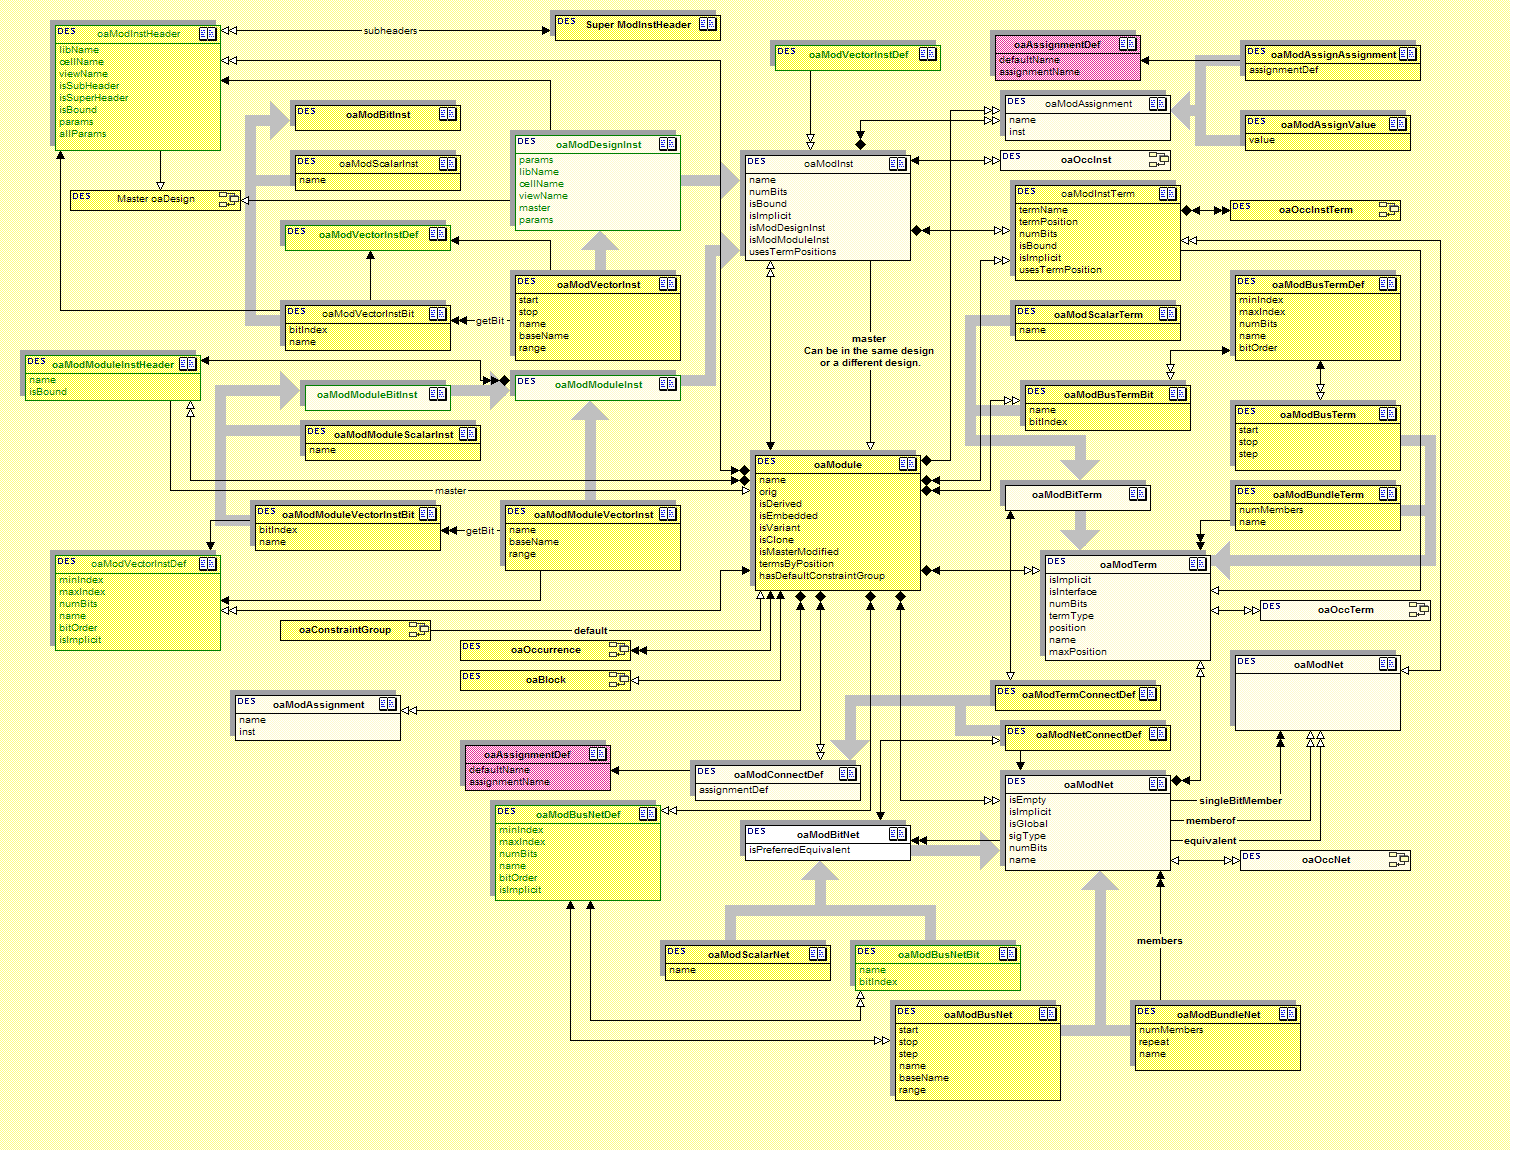 DES oaModInstHeader
libName
cellName
viewName
isSubHeader
isSuperHeader
isBound
params
allParams
subheaders
DES Super ModInstHeader
DES oaModVectorInstDef
DES oaAssignmentDef
defaultName
assignmentName
DES oaModAssignAssignment
assignmentDef
DES oaModAssignment
name
inst
DES oaModAssignValue
value
DES oaModBitInst
DES oaModScalarInst
name
DES Master oaDesign
DES oaModDesignInst
params
libName
cellName
viewName
master
params
DES oaModInst
name
numBits
isBound
isImplicit
isModDesignInst
isModModuleInst
usesTermPositions
DES oaOccInst
DES oaModInstTerm
termName
termPosition
numBits
isBound
isImplicit
usesTermPosition
DES oaOccInstTerm
DES oaModVectorInstDef
DES oaModVectorInst
start
stop
name
baseName
range
DES oaModVectorInstBit
bitIndex
name
getBit
DES oaModScalarTerm
name
DES oaModBusTermDef
minIndex
maxIndex
numBits
name
bitOrder
master
Can be in the same design
or a different design.
DES oaModModuleInstHeader
name
isBound
DES oaModModuleBitInst
DES oaModModuleInst
DES oaModModuleScalarInst
name
DES oaModBusTermBit
name
bitIndex
DES oaModBusTerm
start
stop
step
master
DES oaModule
name
orig
isDerived
isEmbedded
isVariant
isClone
isMasterModified
termsByPosition
hasDefaultConstraintGroup
DES oaModBitTerm
DES oaModBundleTerm
numMembers
name
DES oaModModuleVectorInstBit
bitIndex
name
getBit
DES oaModModuleVectorInst
name
baseName
range
DES oaModVectorInstDef
minIndex
maxIndex
numBits
name
bitOrder
isImplicit
DES oaModTerm
isImplicit
isInterface
numBits
termType
position
name
maxPosition
DES oaOccTerm
DES oaConstraintGroup
default
DES oaOccurrence
DES oaBlock
DES oaModNet
DES oaModAssignment
name
inst
DES oaModTermConnectDef
DES oaModNetConnectDef
DES oaAssignmentDef
defaultName
assignmentName
DES oaModConnectDef
assignmentDef
DES oaModNet
isEmpty
isImplicit
isGlobal
sigType
numBits
name
singleBitMember
memberof
equivalent
DES oaOccNet
DES oaModBusNetDef
minIndex
maxIndex
numBits
name
bitOrder
isImplicit
DES oaModBitNet
isPreferredEquivalent
members
DES oaModScalarNet
name
DES oaModBusNetBit
name
bitIndex
DES oaModBusNet
start
stop
step
name
baseName
range
DES oaModBundleNet
numMembers
repeat
name